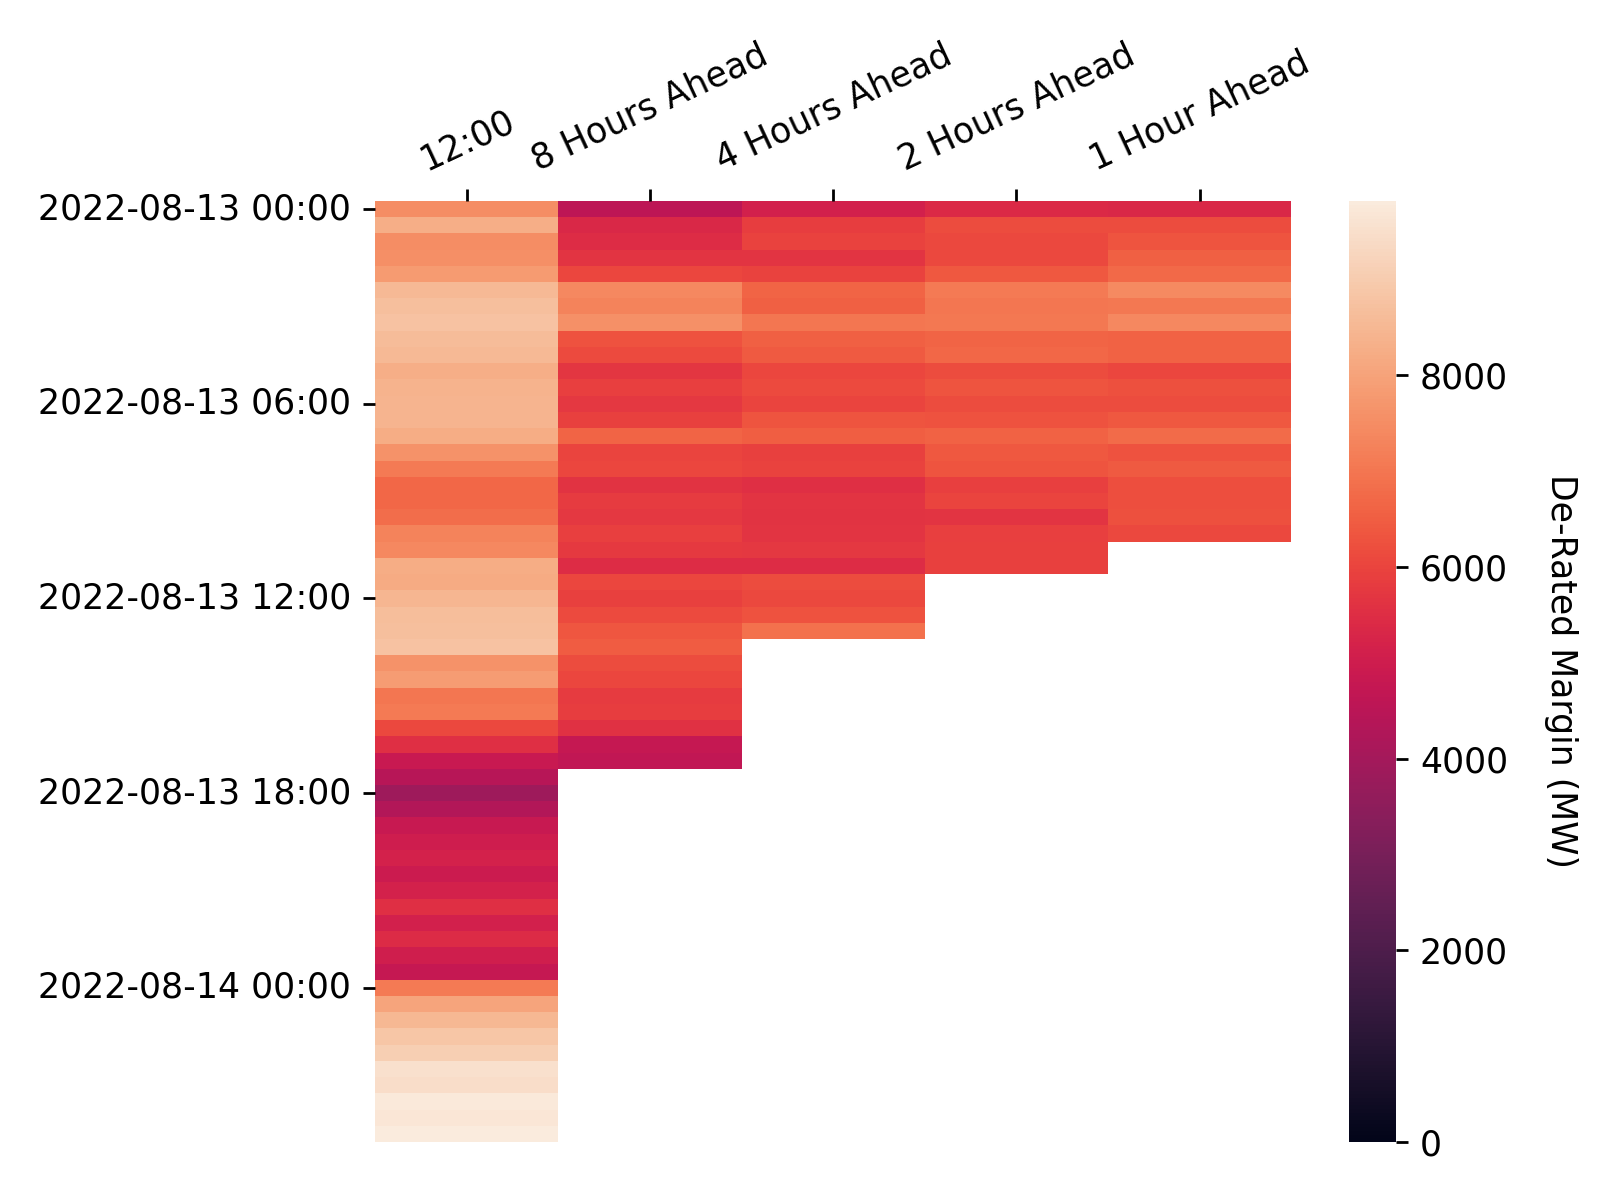 12:00
8 Hours Ahead
4 Hours Ahead
2 Hours Ahead
1 Hour Ahead
2022-08-13 00:00
2022-08-13 06:00
2022-08-13 12:00
2022-08-13 18:00
2022-08-14 00:00
8000
6000
4000
2000
0
De-Rated Margin (MW)